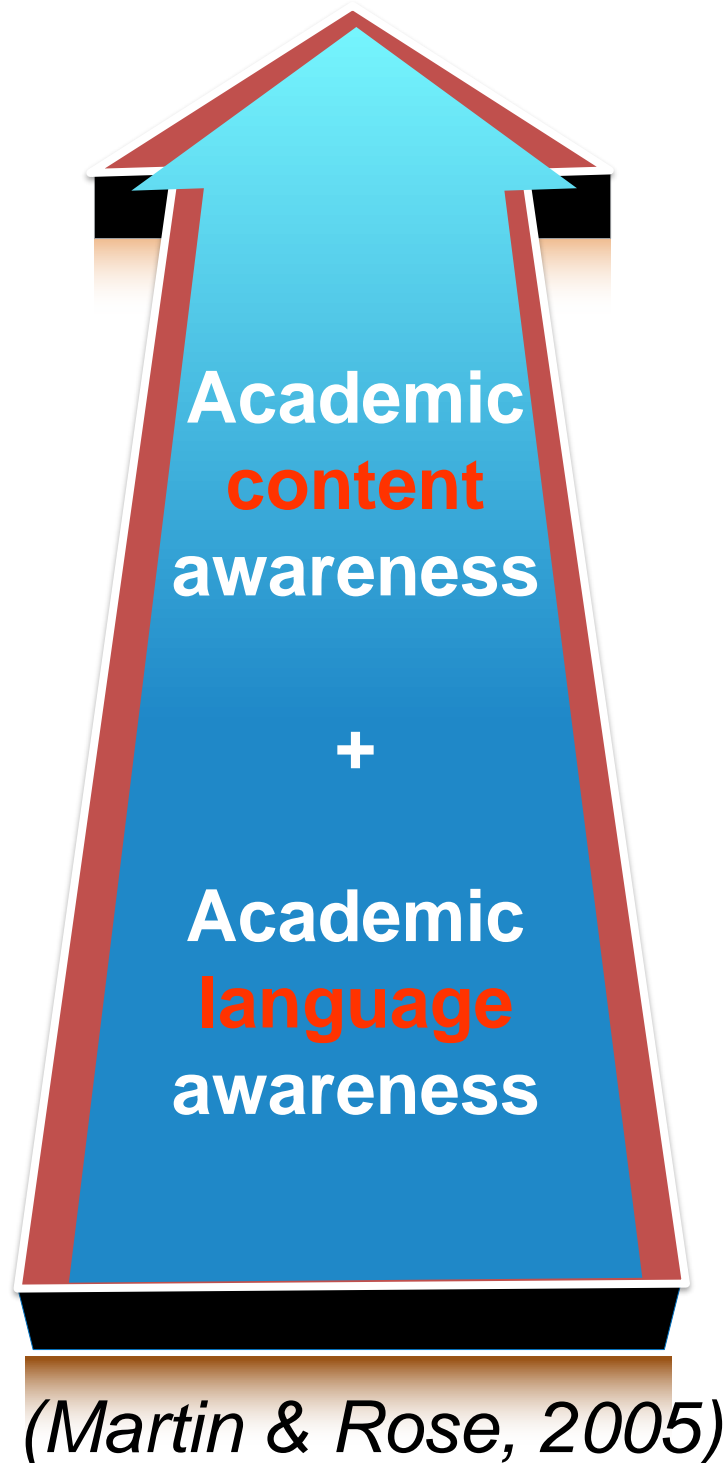 Academic
content
awareness
+
Academic
language
awareness
(Martin & Rose, 2005)